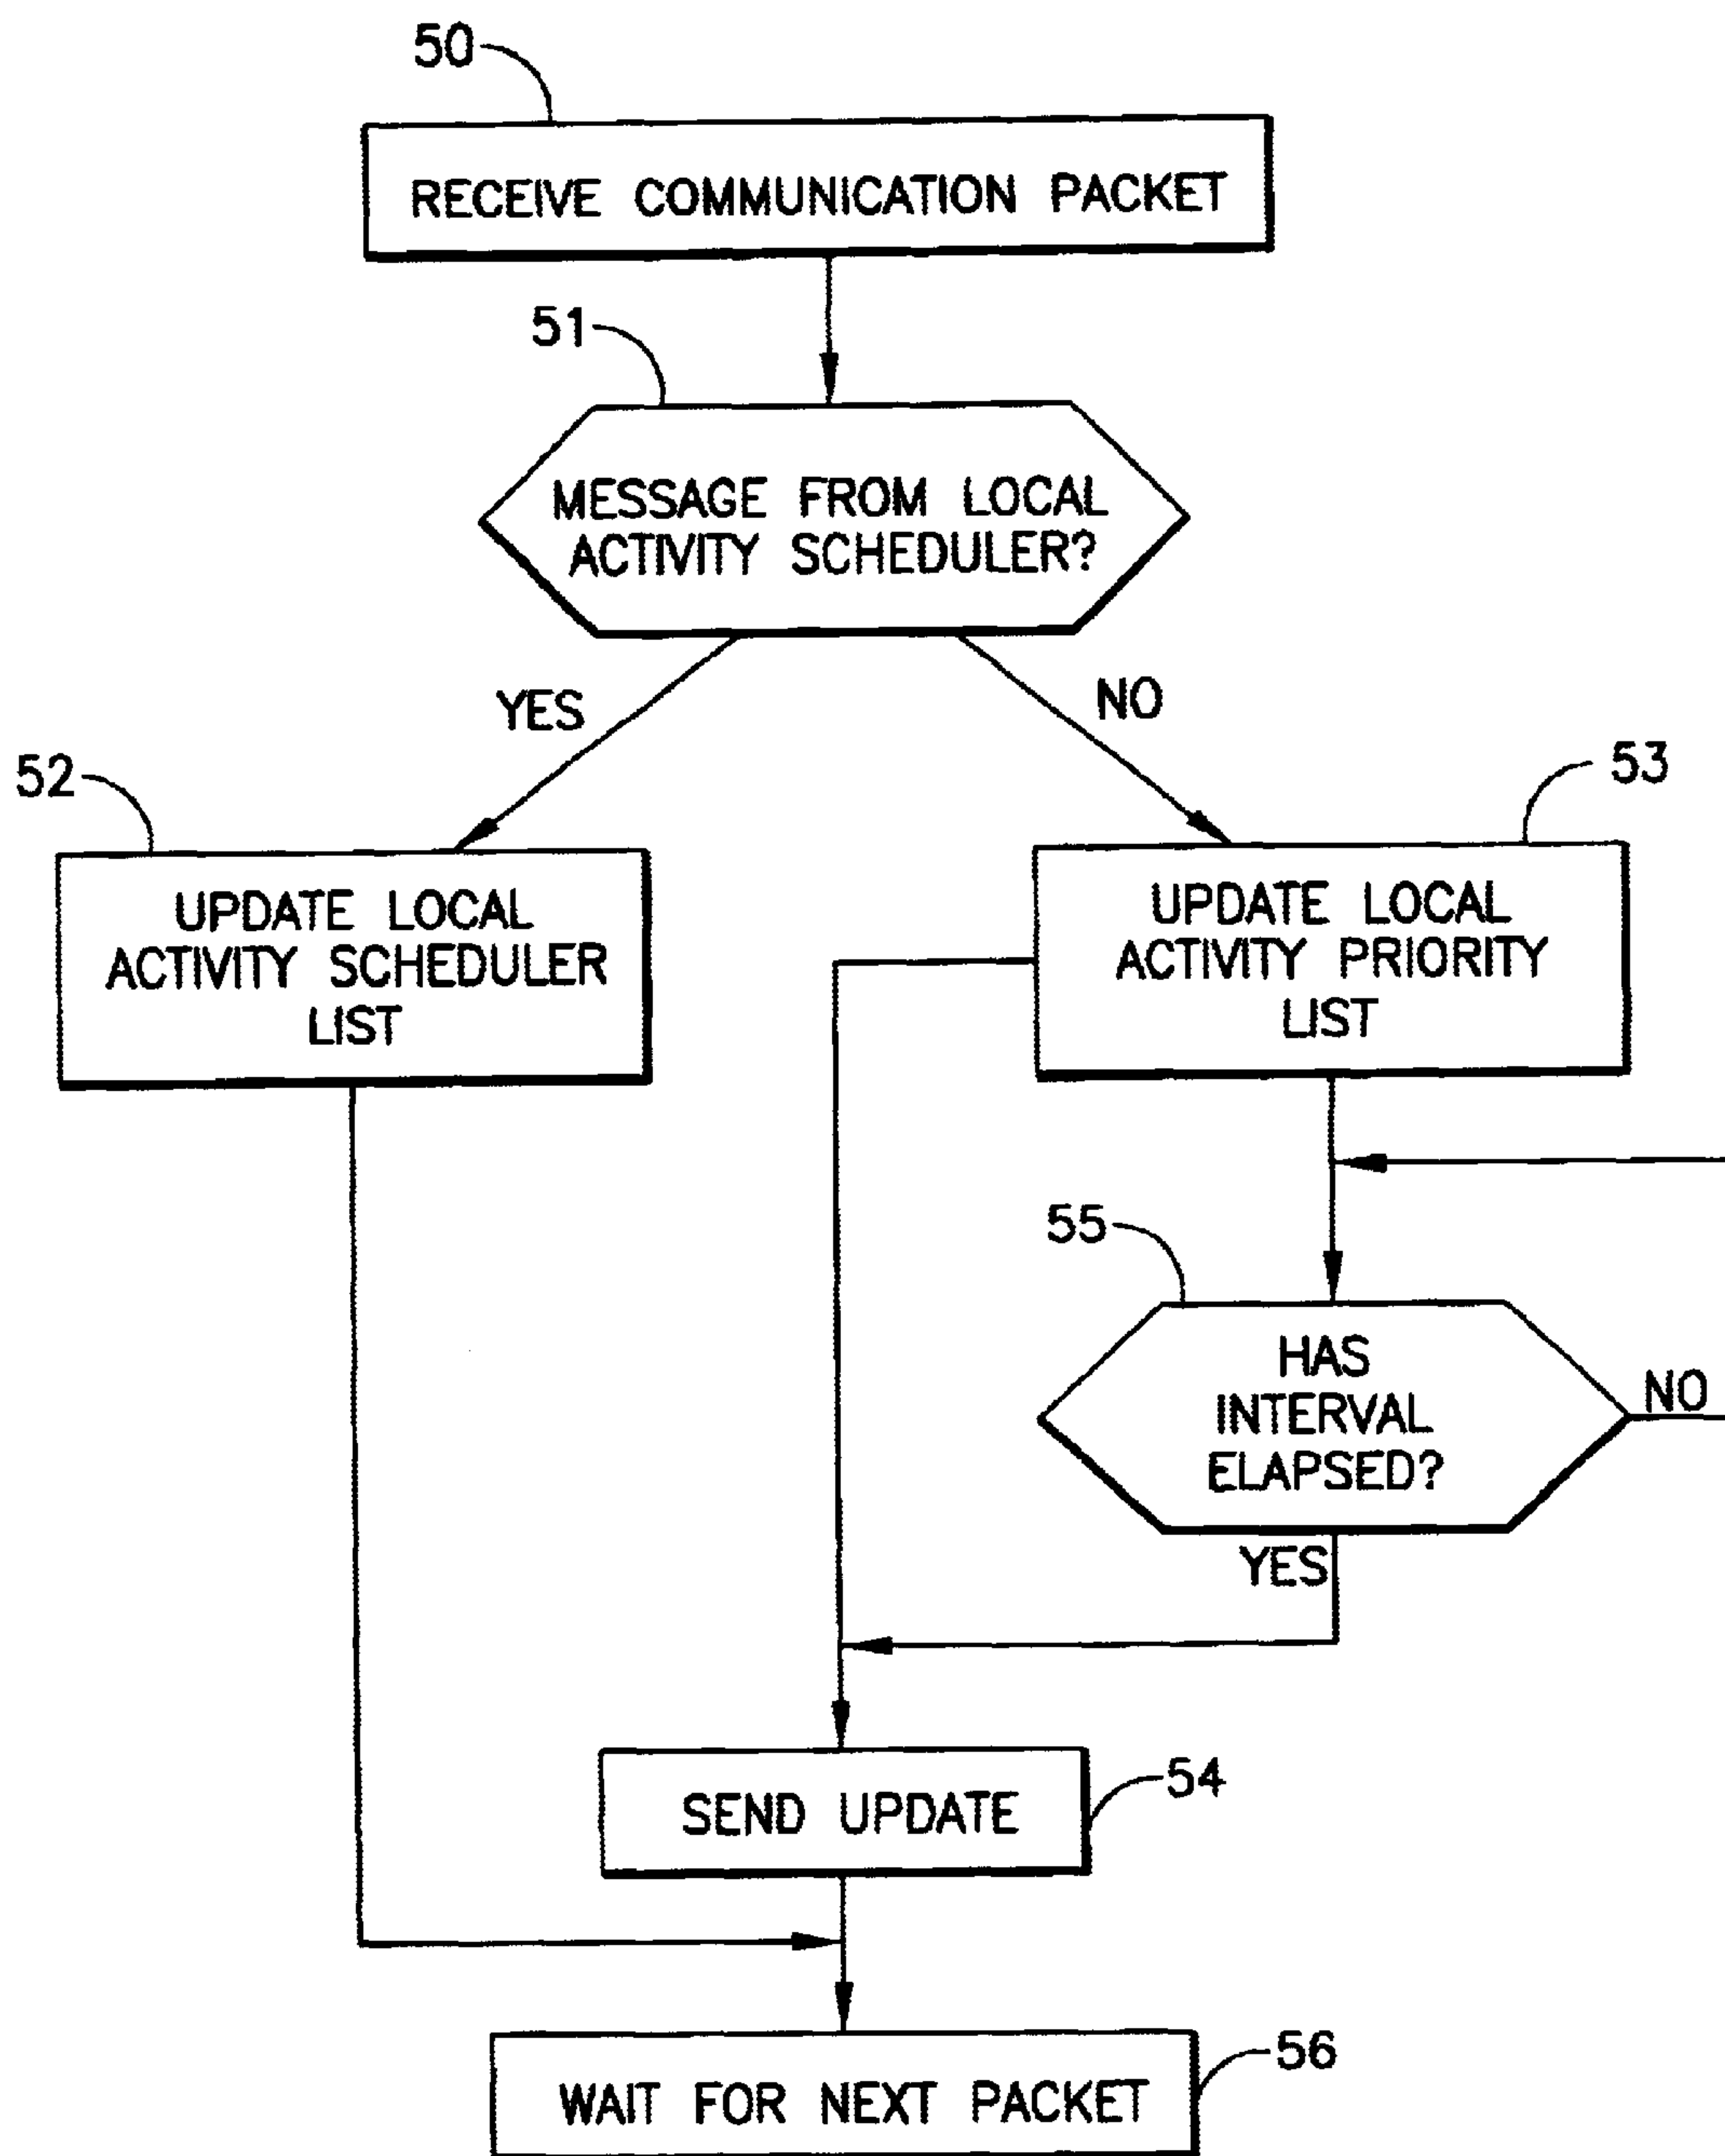 50
RECEIVE COMMUNICATION PACKET
51
MESSAGE FROM LOCAL
ACTIVITY SCHEDULER?
YES
NO
52
53
UPDATE LOCAL
ACTIVITY SCHEDULER
LIST
UPDATE LOCAL
ACTIVITY PRIORITY
LIST
55
HAS
INTERVAL
ELAPSED?
NO
YES
54
SEND UPDATE
56
WAIT FOR NEXT PACKET